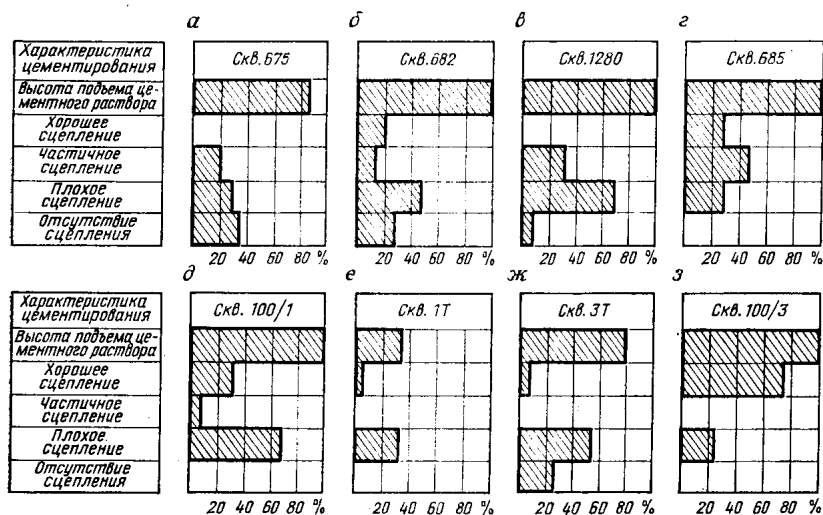 а б в г
Характеристика
цементирования
Скв. 675 Скв. 682 Скв. 1280 Скв. 685
Высота подъема це-
ментного раствора
Хорошее
сцепление
Частичное
сцепление
Плохое
сцепление
Отсутствие
сцепления
20 40 60 80 % 20 40 60 80 % 20 40 60 80 % 20 40 60 80 %
д е ж з
Характеристика
цементирования
Скв. 100/1 Скв. 1Т Скв. 3Т Скв. 100/3
Высота подъема це-
ментного раствора
Хорошее
сцепление
Частичное
сцепление
Плохое
сцепление
Отсутствие
сцепления
20 40 60 80 % 20 40 60 80 % 20 40 60 80 % 20 40 60 80 %